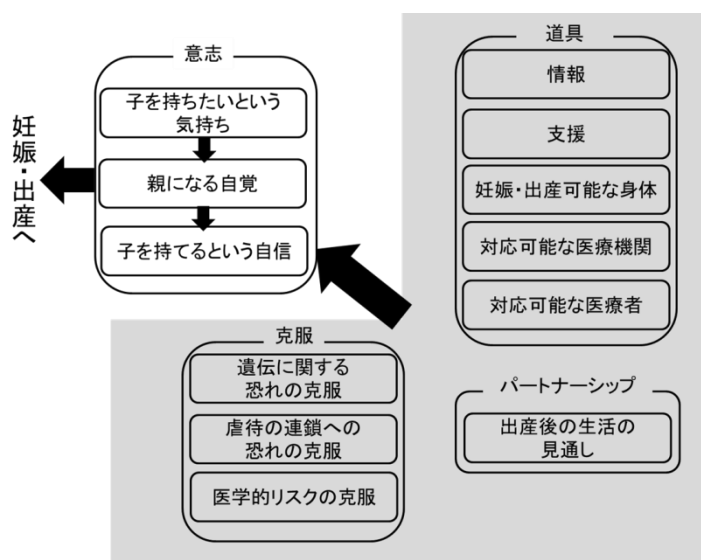 妊娠・出産へ
意志
子を持ちたいという
気持ち
親になる自覚
子を持てるという自信
道具
情報
支援
妊娠・出産可能な身体
対応可能な医療機関
対応可能な医療者
克服
遺伝に関する
恐れの克服
虐待の連鎖への
恐れの克服
医学的リスクの克服
パートナーシップ
出産後の生活の
見通し